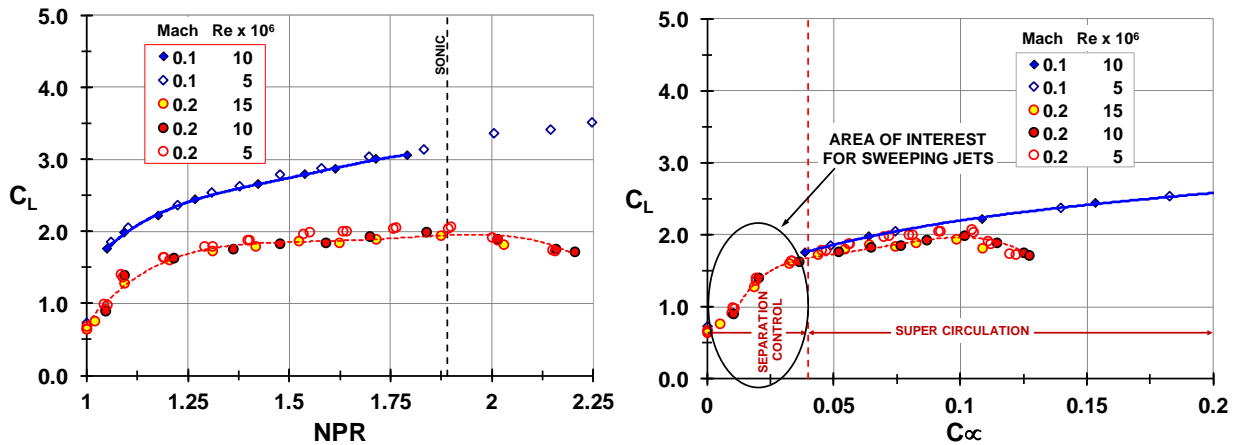 5.0
4.0
3.0
CL
2.0
1.0
0.0
1
1.25
1.5
1.75
2
2.25
NPR
Mach Re x 10⁶
0.1 10
0.1 5
0.2 15
0.2 10
0.2 5
SONIC
5.0
4.0
3.0
CL
2.0
1.0
0.0
0
0.05
0.1
0.15
0.2
C∝
Mach Re x 10⁶
0.1 10
0.1 5
0.2 15
0.2 10
0.2 5
AREA OF INTEREST
FOR SWEEPING JETS
SEPARATION
CONTROL
SUPER CIRCULATION